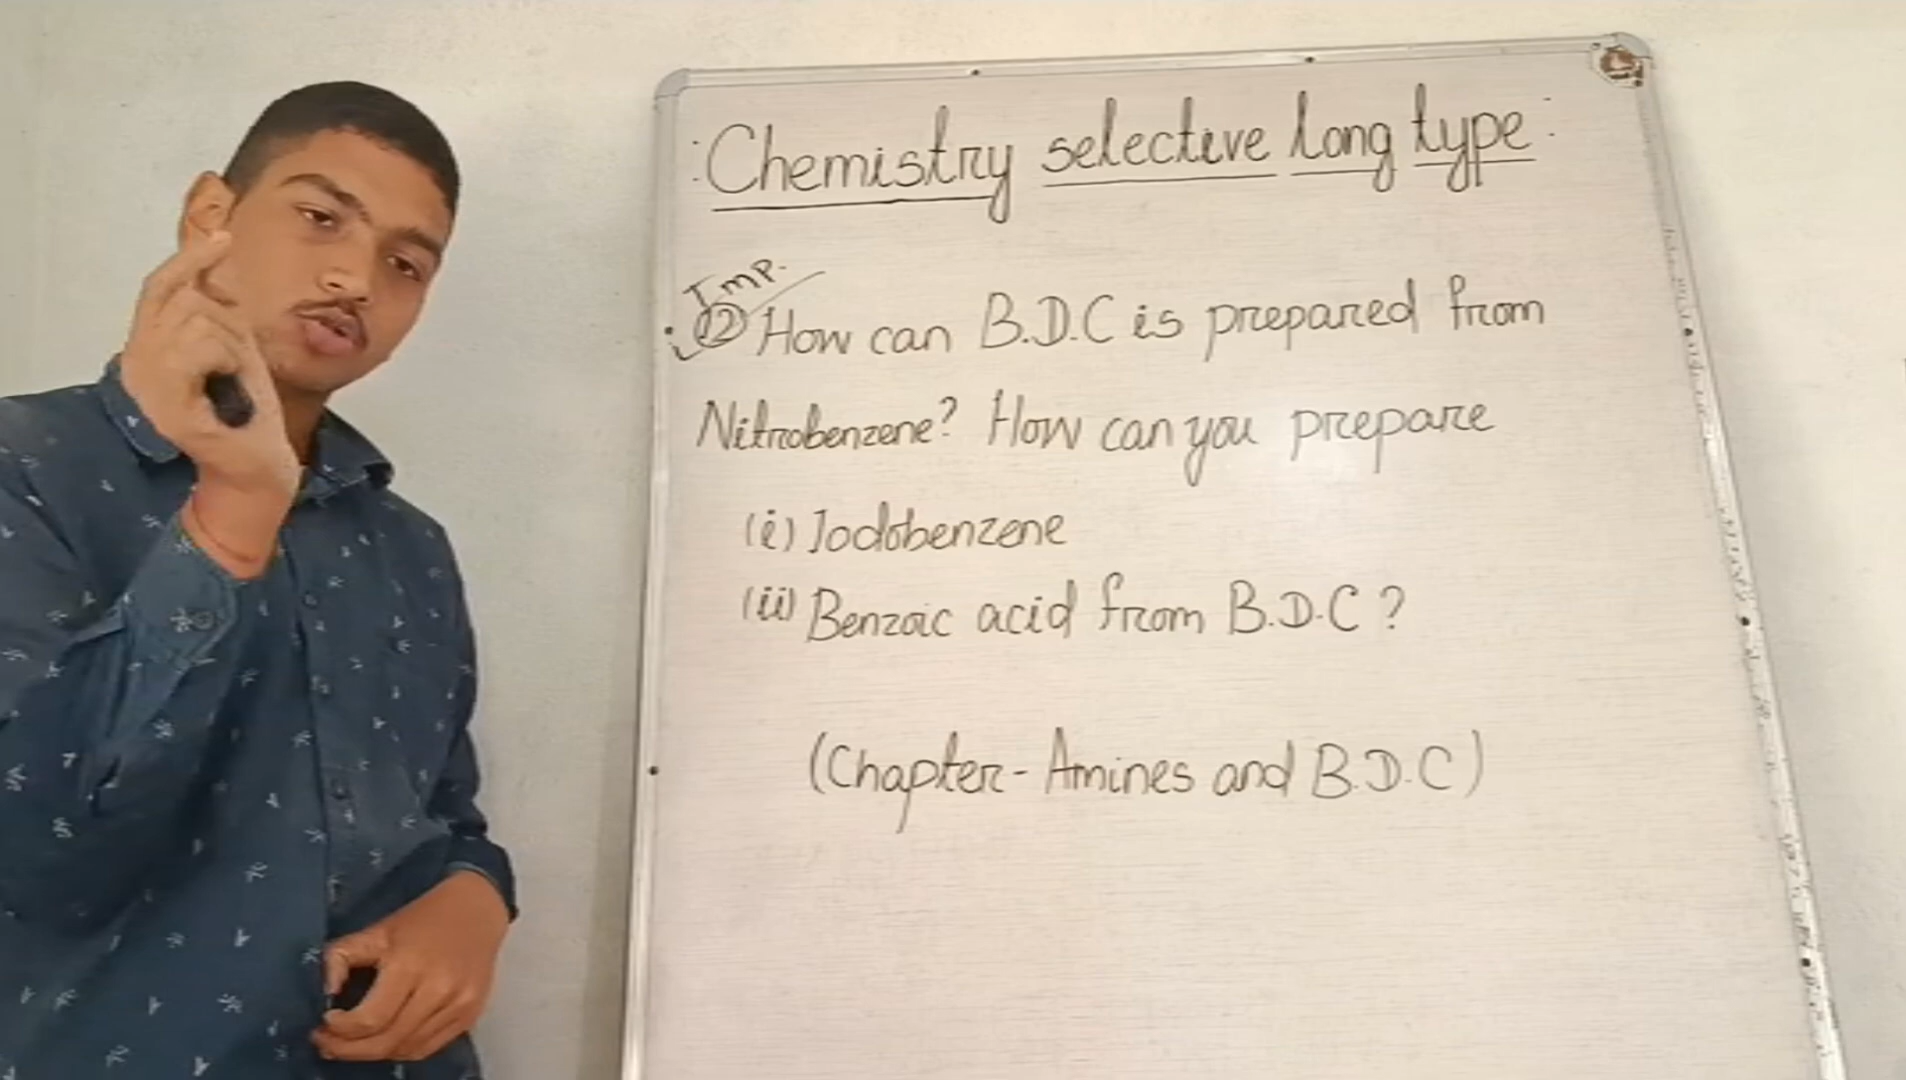 : Chemistry selective long type :
Imp.
(12) How can B.D.C is prepared from
Nitrobenzene? How can you prepare
(i) Iodobenzene
(ii) Benzoic acid from B.D.C ?
(Chapter - Amines and B.D.C)